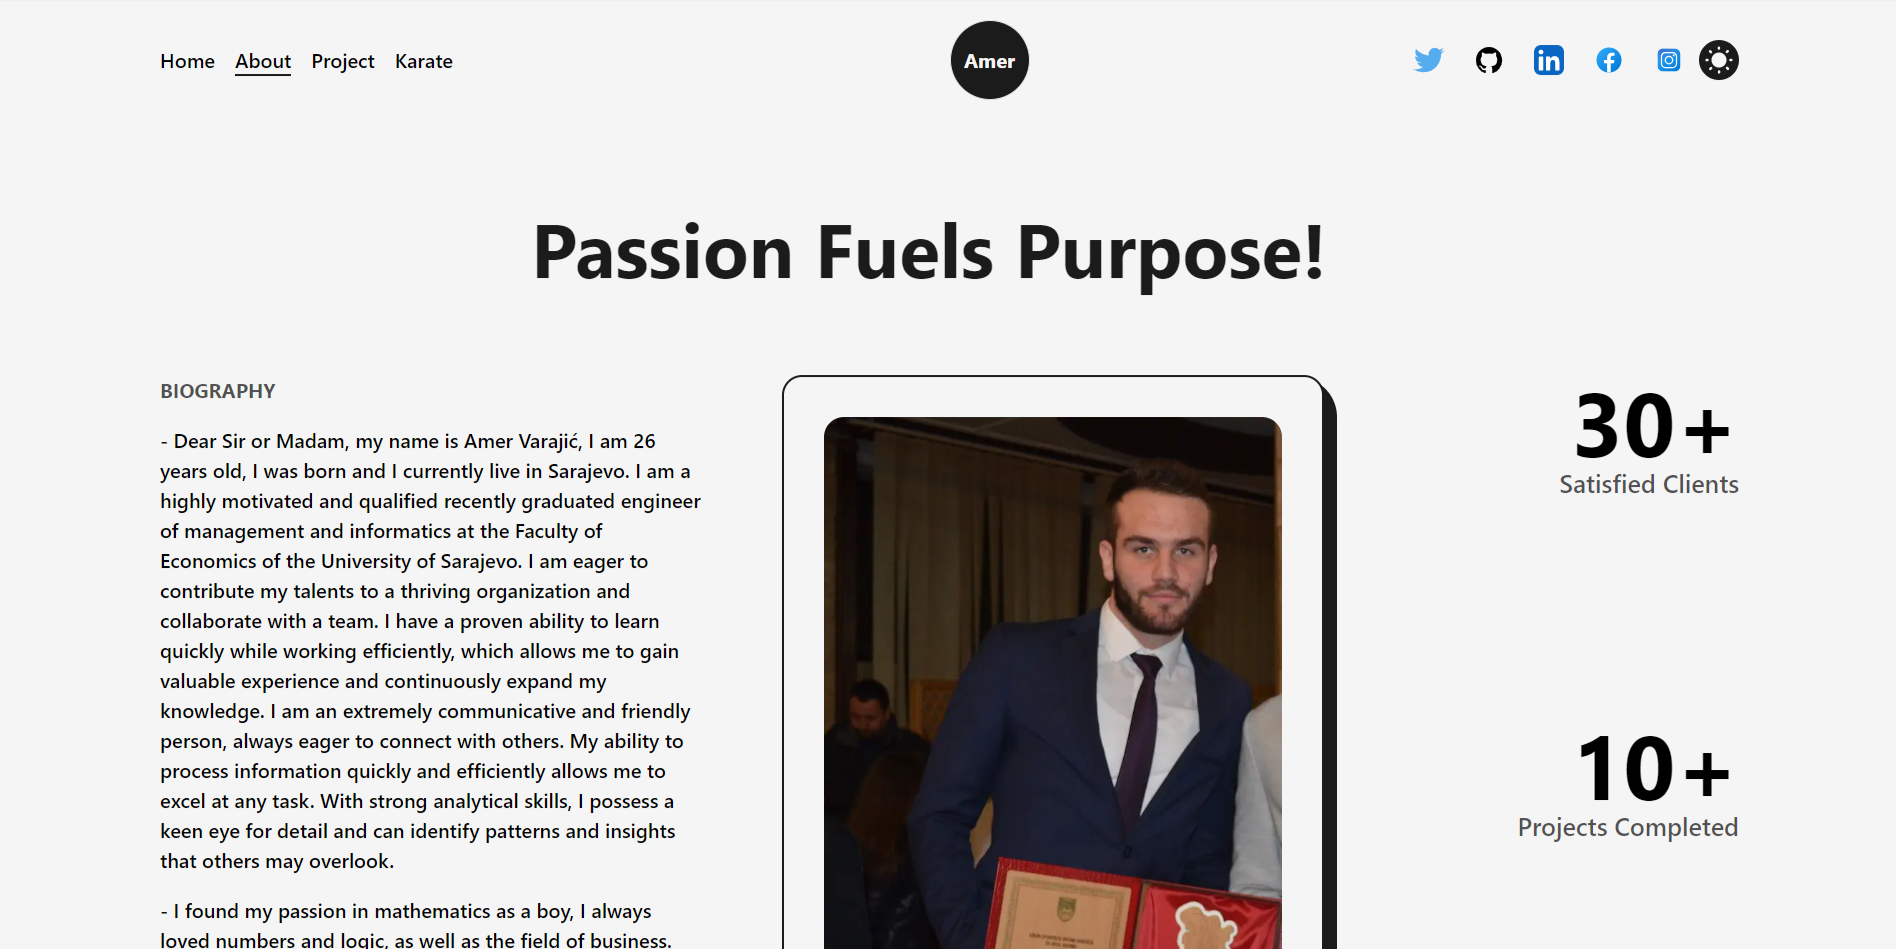 Home About Project Karate
Amer
Passion Fuels Purpose!
BIOGRAPHY
- Dear Sir or Madam, my name is Amer Varajić, I am 26
years old, I was born and I currently live in Sarajevo. I am a
highly motivated and qualified recently graduated engineer
of management and informatics at the Faculty of
Economics of the University of Sarajevo. I am eager to
contribute my talents to a thriving organization and
collaborate with a team. I have a proven ability to learn
quickly while working efficiently, which allows me to gain
valuable experience and continuously expand my
knowledge. I am an extremely communicative and friendly
person, always eager to connect with others. My ability to
process information quickly and efficiently allows me to
excel at any task. With strong analytical skills, I possess a
keen eye for detail and can identify patterns and insights
that others may overlook.
- I found my passion in mathematics as a boy, I always
loved numbers and logic, as well as the field of business.
30+
Satisfied Clients
10+
Projects Completed